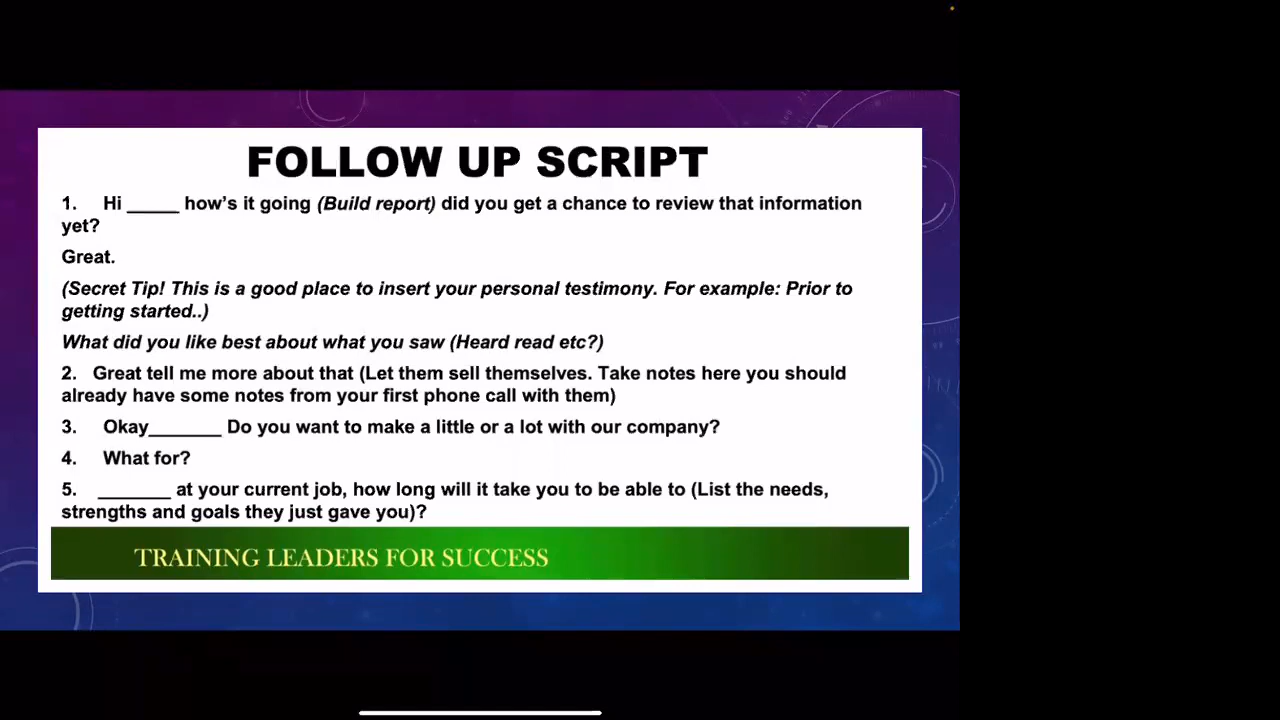 FOLLOW UP SCRIPT
1. Hi _____ how's it going (Build report) did you get a chance to review that information
yet?
Great.
(Secret Tip! This is a good place to insert your personal testimony. For example: Prior to
getting started..)
What did you like best about what you saw (Heard read etc?)
2. Great tell me more about that (Let them sell themselves. Take notes here you should
already have some notes from your first phone call with them)
3. Okay_______ Do you want to make a little or a lot with our company?
4. What for?
5. _______ at your current job, how long will it take you to be able to (List the needs,
strengths and goals they just gave you)?
TRAINING LEADERS FOR SUCCESS